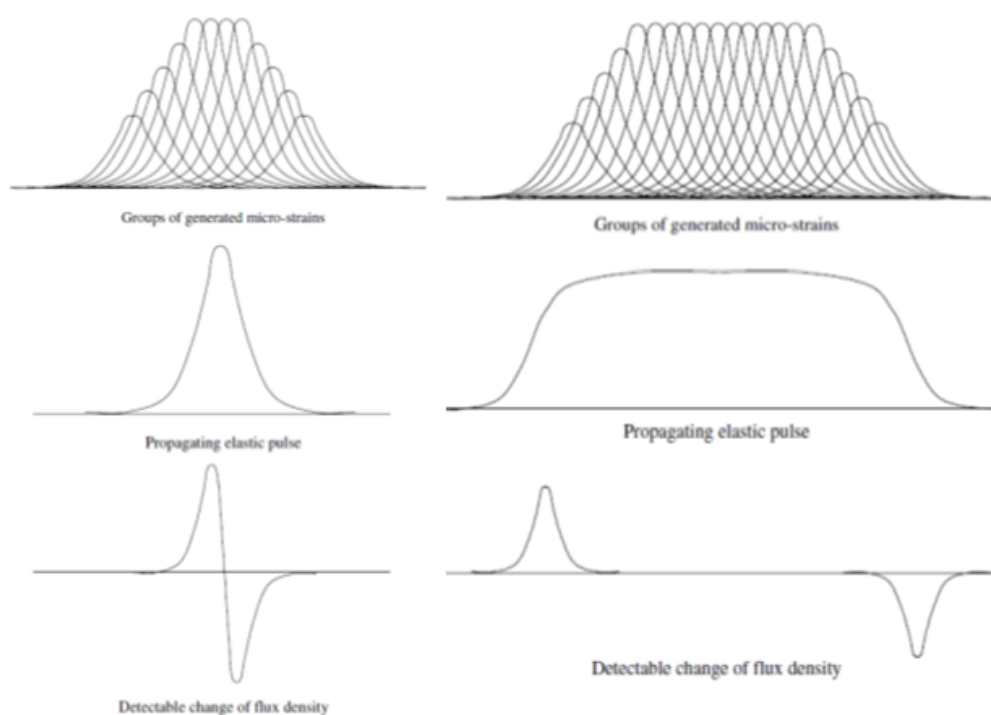 Groups of generated micro-strains
Groups of generated micro-strains
Propagating elastic pulse
Propagating elastic pulse
Detectable change of flux density
Detectable change of flux density